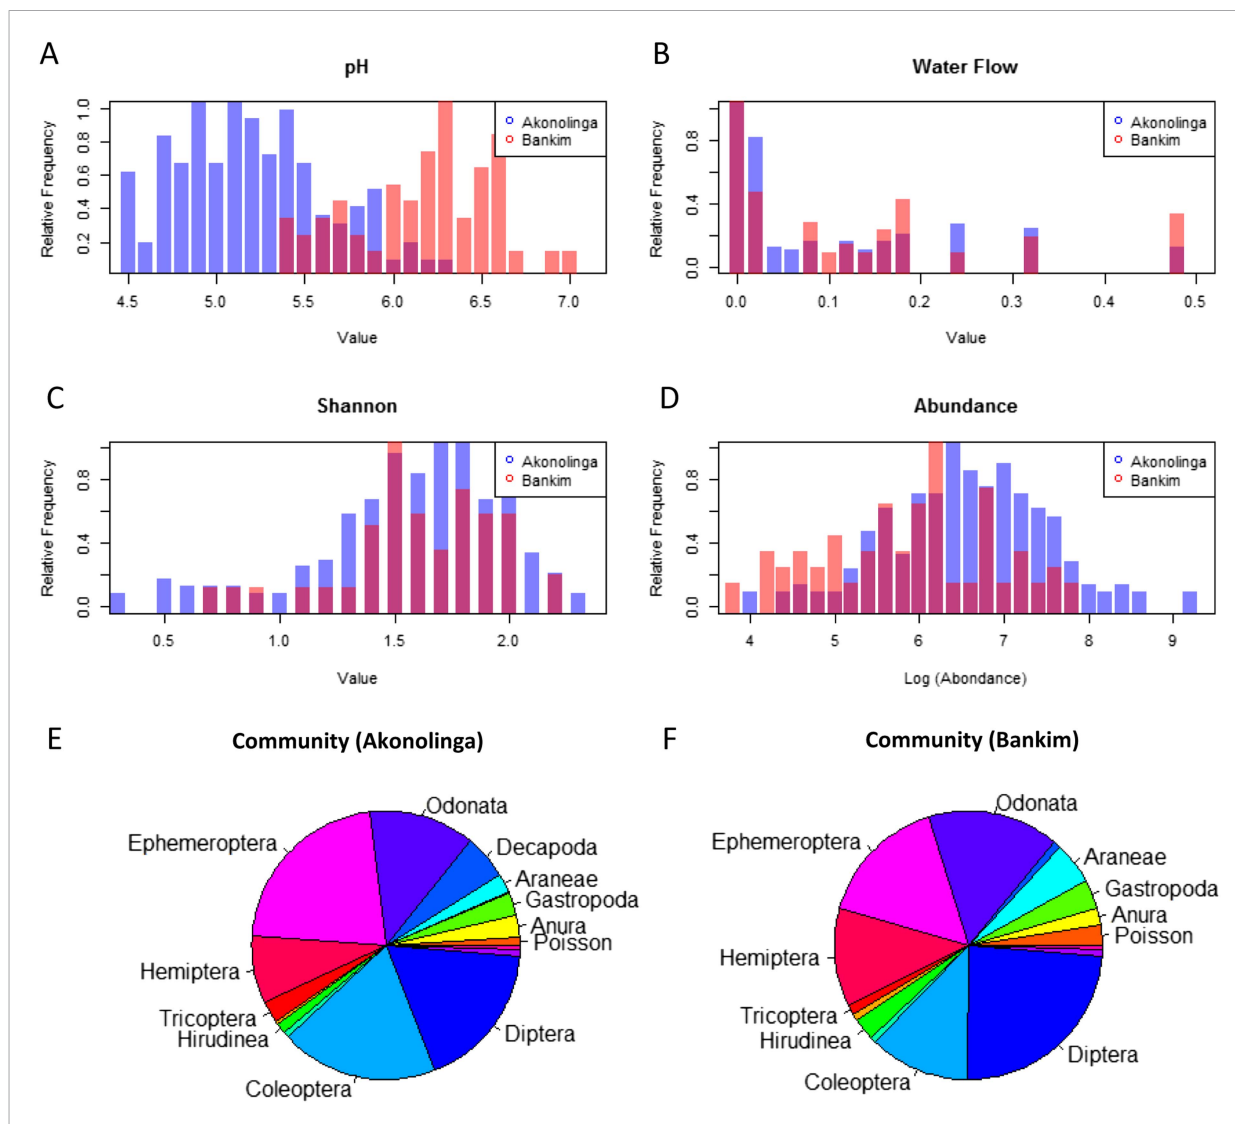 A
pH
Relative Frequency
0.2 0.4 0.6 0.8 1.0
Akonolinga
Bankim
4.5 5.0 5.5 6.0 6.5 7.0
Value
B
Water Flow
Relative Frequency
0.0 0.4 0.8
Akonolinga
Bankim
0.0 0.1 0.2 0.3 0.4 0.5
Value
C
Shannon
Relative Frequency
0.0 0.4 0.8
Akonolinga
Bankim
0.5 1.0 1.5 2.0
Value
D
Abundance
Relative Frequency
0.0 0.4 0.8
Akonolinga
Bankim
4 5 6 7 8 9
Log (Abundance)
E
Community (Akonolinga)
Odonata
Ephemeroptera
Decapoda
Araneae
Gastropoda
Anura
Poisson
Hemiptera
Tricoptera
Hirudinea
Diptera
Coleoptera
F
Community (Bankim)
Odonata
Ephemeroptera
Araneae
Gastropoda
Anura
Poisson
Hemiptera
Tricoptera
Hirudinea
Diptera
Coleoptera